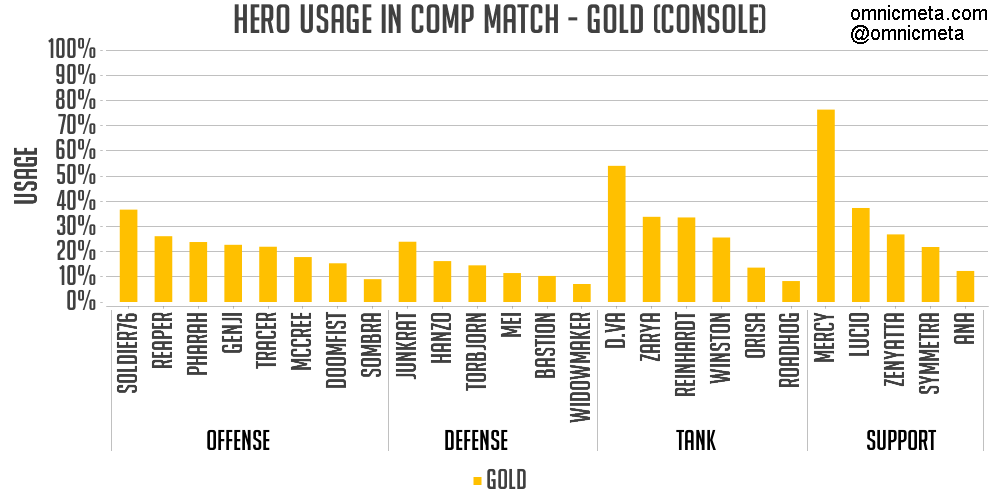 HERO USAGE IN COMP MATCH - GOLD (CONSOLE)
omnicmeta.com
@omnicmeta
USAGE
100%
90%
80%
70%
60%
50%
40%
30%
20%
10%
0%
SOLDIER76
REAPER
PHARAH
GENJI
TRACER
MCCREE
DOOMFIST
SOMBRA
JUNKRAT
HANZO
TORBJORN
MEI
BASTION
WIDOWMAKER
D.VA
ZARYA
REINHARDT
WINSTON
ORISA
ROADHOG
MERCY
LUCIO
ZENYATTA
SYMMETRA
ANA
OFFENSE
DEFENSE
TANK
SUPPORT
GOLD